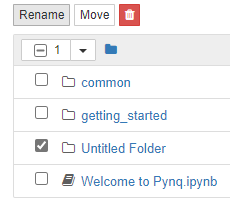 Rename Move
1
common
getting_started
Untitled Folder
Welcome to Pynq.ipynb